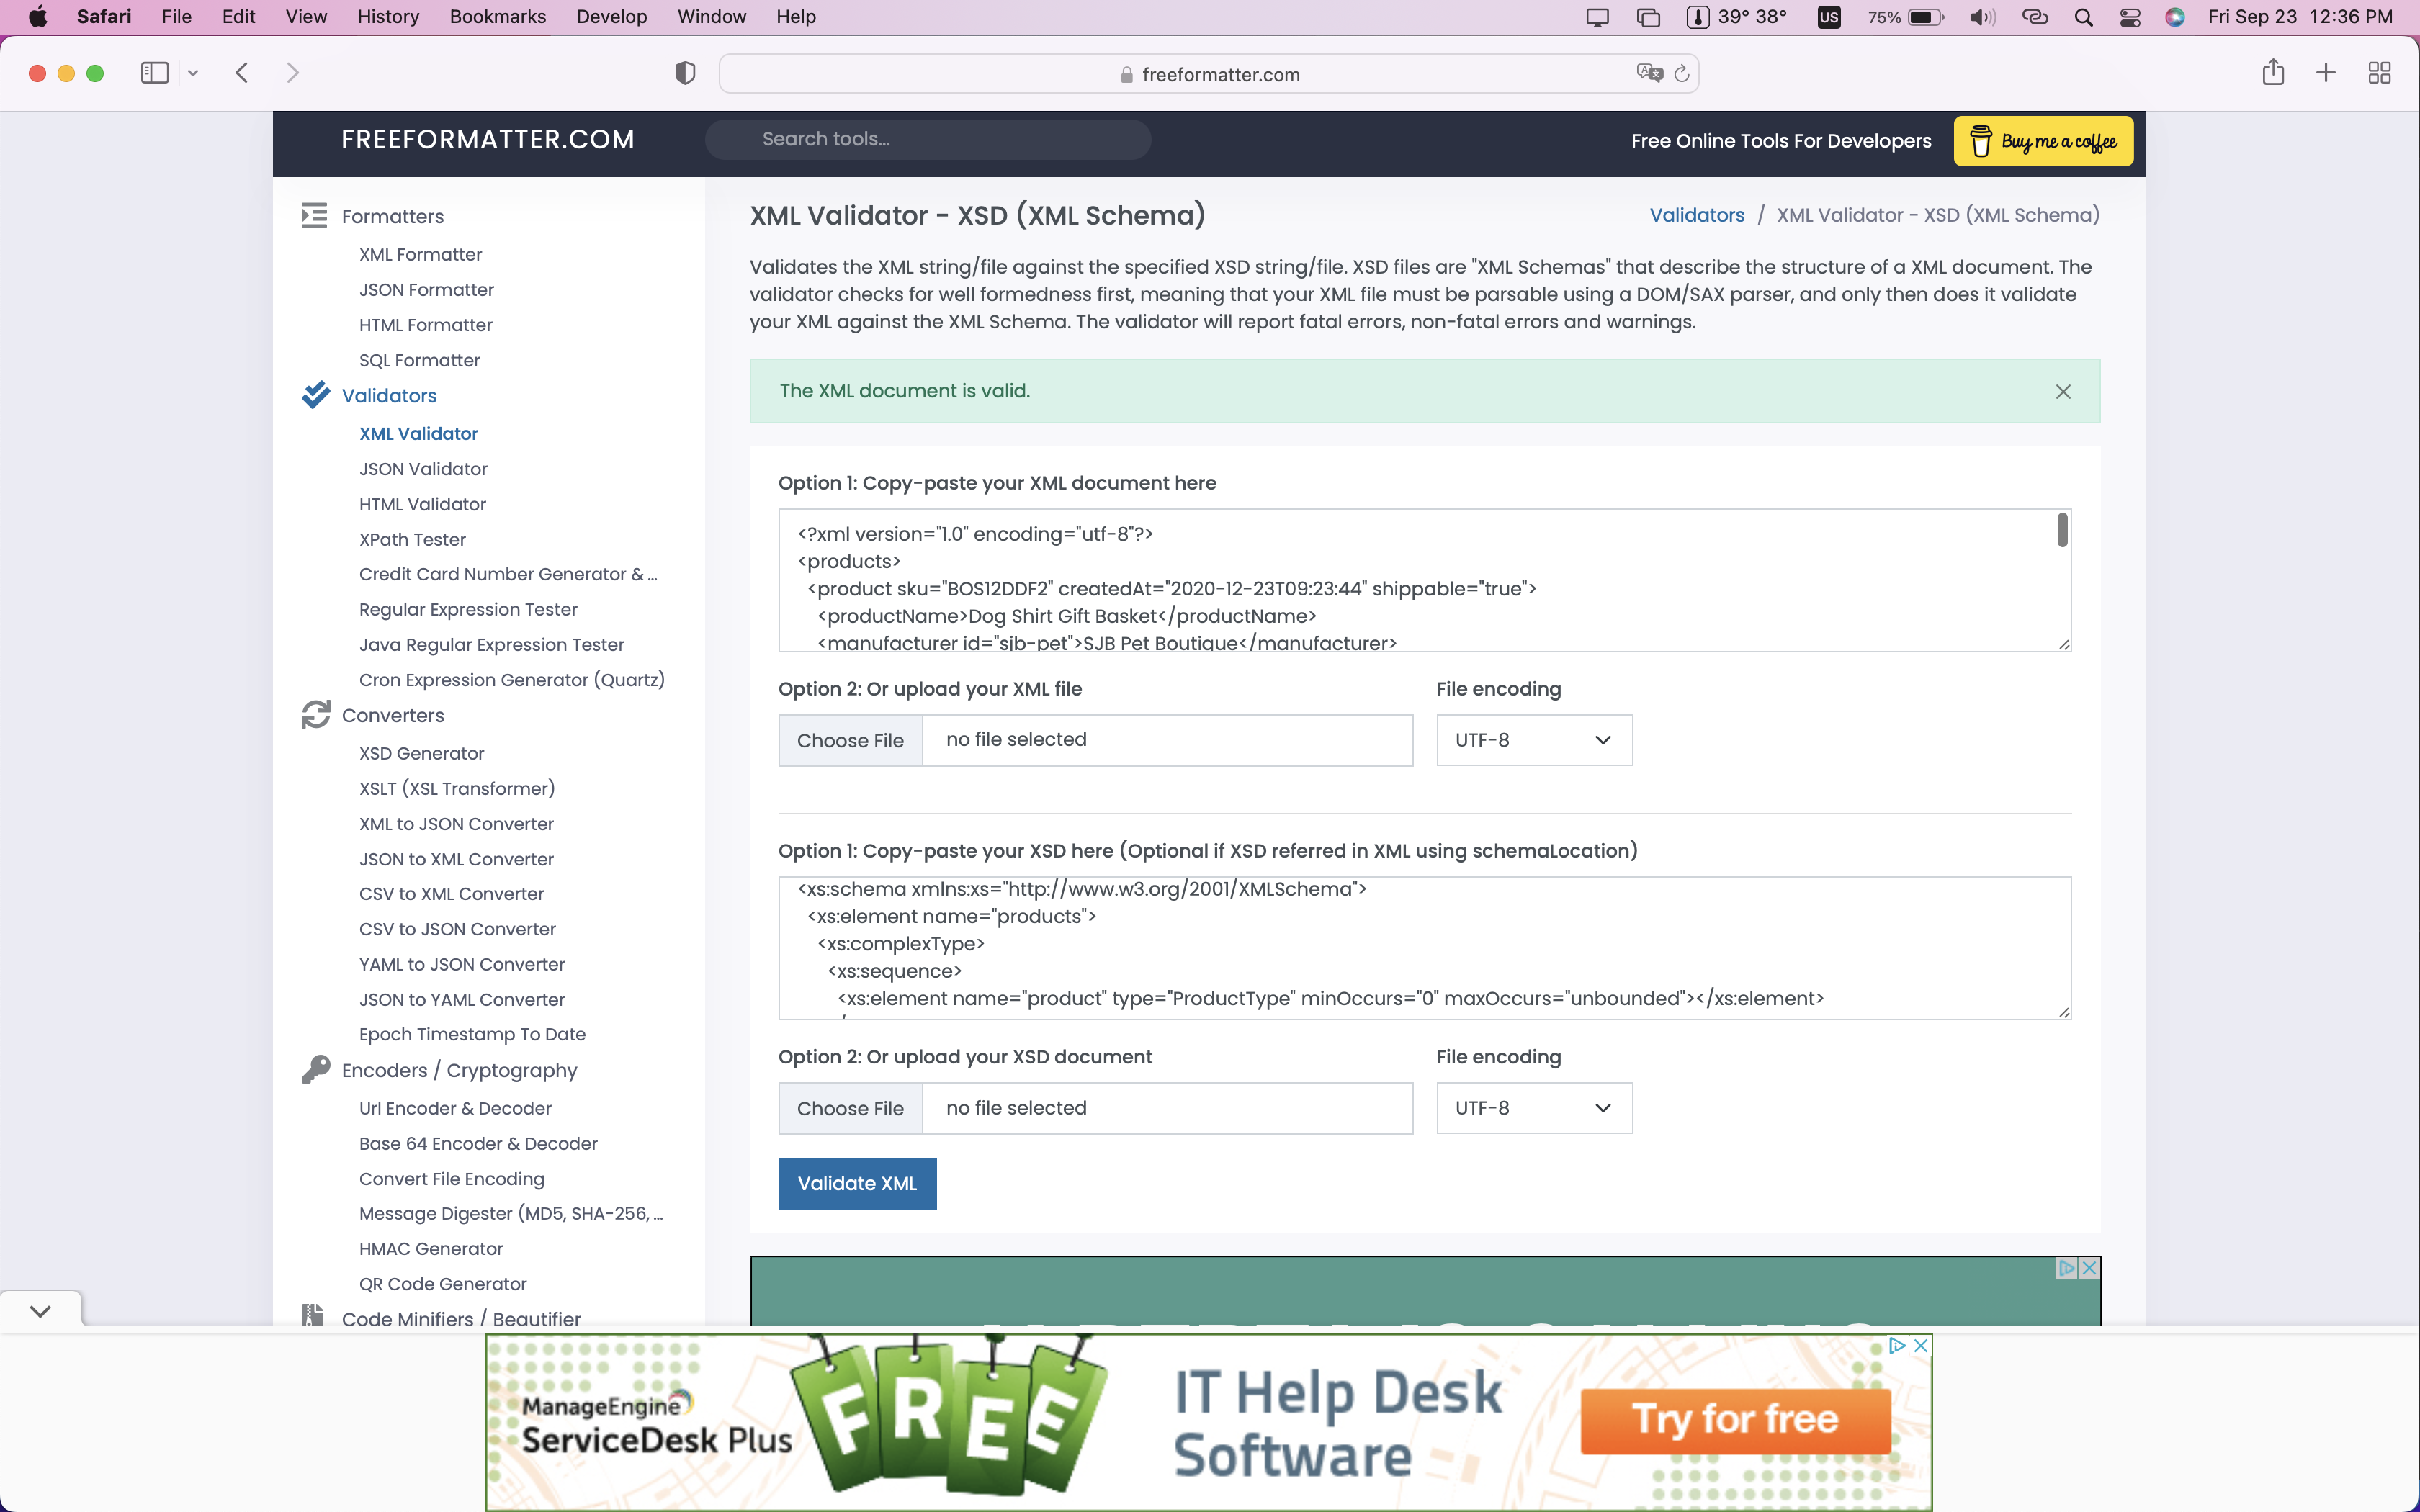 Safari File Edit View History Bookmarks Develop Window Help
39° 38° US 75% Fri Sep 23 12:36 PM
freeformatter.com
FREEFORMATTER.COM
Search tools...
Free Online Tools For Developers
Buy me a coffee
Formatters
XML Formatter
JSON Formatter
HTML Formatter
SQL Formatter
Validators
XML Validator
JSON Validator
HTML Validator
XPath Tester
Credit Card Number Generator & ...
Regular Expression Tester
Java Regular Expression Tester
Cron Expression Generator (Quartz)
Converters
XSD Generator
XSLT (XSL Transformer)
XML to JSON Converter
JSON to XML Converter
CSV to XML Converter
CSV to JSON Converter
YAML to JSON Converter
JSON to YAML Converter
Epoch Timestamp To Date
Encoders / Cryptography
Url Encoder & Decoder
Base 64 Encoder & Decoder
Convert File Encoding
Message Digester (MD5, SHA-256, ...
HMAC Generator
QR Code Generator
Code Minifiers / Beautifier
XML Validator - XSD (XML Schema)
Validators / XML Validator - XSD (XML Schema)
Validates the XML string/file against the specified XSD string/file. XSD files are "XML Schemas" that describe the structure of a XML document. The
validator checks for well formedness first, meaning that your XML file must be parsable using a DOM/SAX parser, and only then does it validate
your XML against the XML Schema. The validator will report fatal errors, non-fatal errors and warnings.
The XML document is valid.
Option 1: Copy-paste your XML document here
<?xml version="1.0" encoding="utf-8"?>
<products>
<product sku="BOS12DDF2" createdAt="2020-12-23T09:23:44" shippable="true">
<productName>Dog Shirt Gift Basket</productName>
<manufacturer id="sjb-pet">SJB Pet Boutique</manufacturer>
Option 2: Or upload your XML file
File encoding
Choose File no file selected
UTF-8
Option 1: Copy-paste your XSD here (Optional if XSD referred in XML using schemaLocation)
<xs:schema xmlns:xs="http://www.w3.org/2001/XMLSchema">
<xs:element name="products">
<xs:complexType>
<xs:sequence>
<xs:element name="product" type="ProductType" minOccurs="0" maxOccurs="unbounded"></xs:element>
Option 2: Or upload your XSD document
File encoding
Choose File no file selected
UTF-8
Validate XML
ManageEngine
ServiceDesk Plus
FREE
IT Help Desk
Software
Try for free